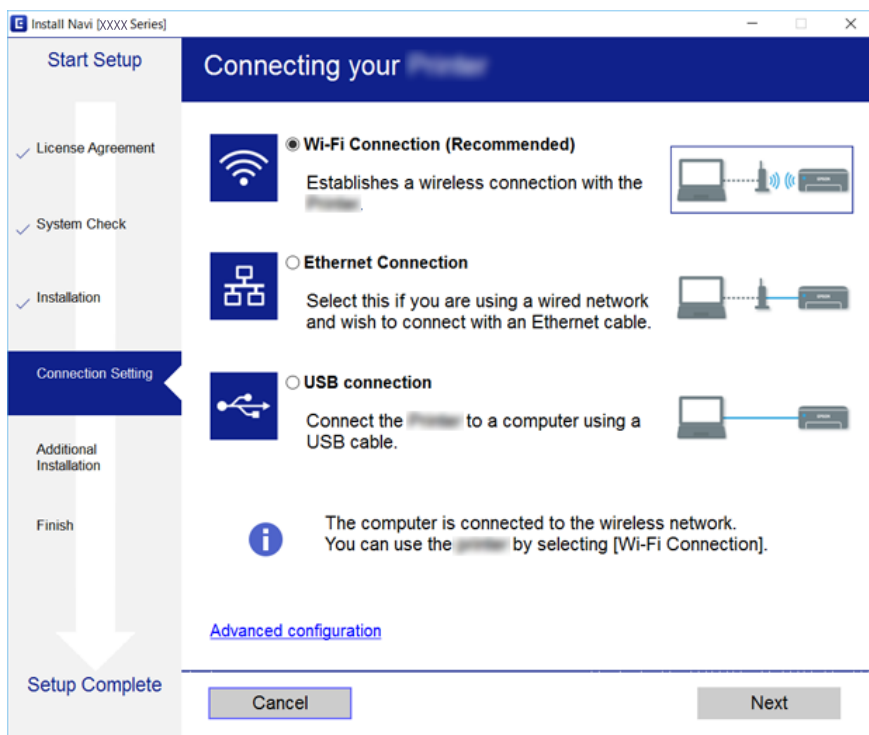 Install Navi [XXXX Series]
Start Setup
Connecting your
License Agreement
System Check
Installation
Connection Setting
Additional
Installation
Finish
Setup Complete
Wi-Fi Connection (Recommended)
Establishes a wireless connection with the
.
Ethernet Connection
Select this if you are using a wired network
and wish to connect with an Ethernet cable.
USB connection
Connect the to a computer using a
USB cable.
The computer is connected to the wireless network.
You can use the by selecting [Wi-Fi Connection].
Advanced configuration
Cancel
Next